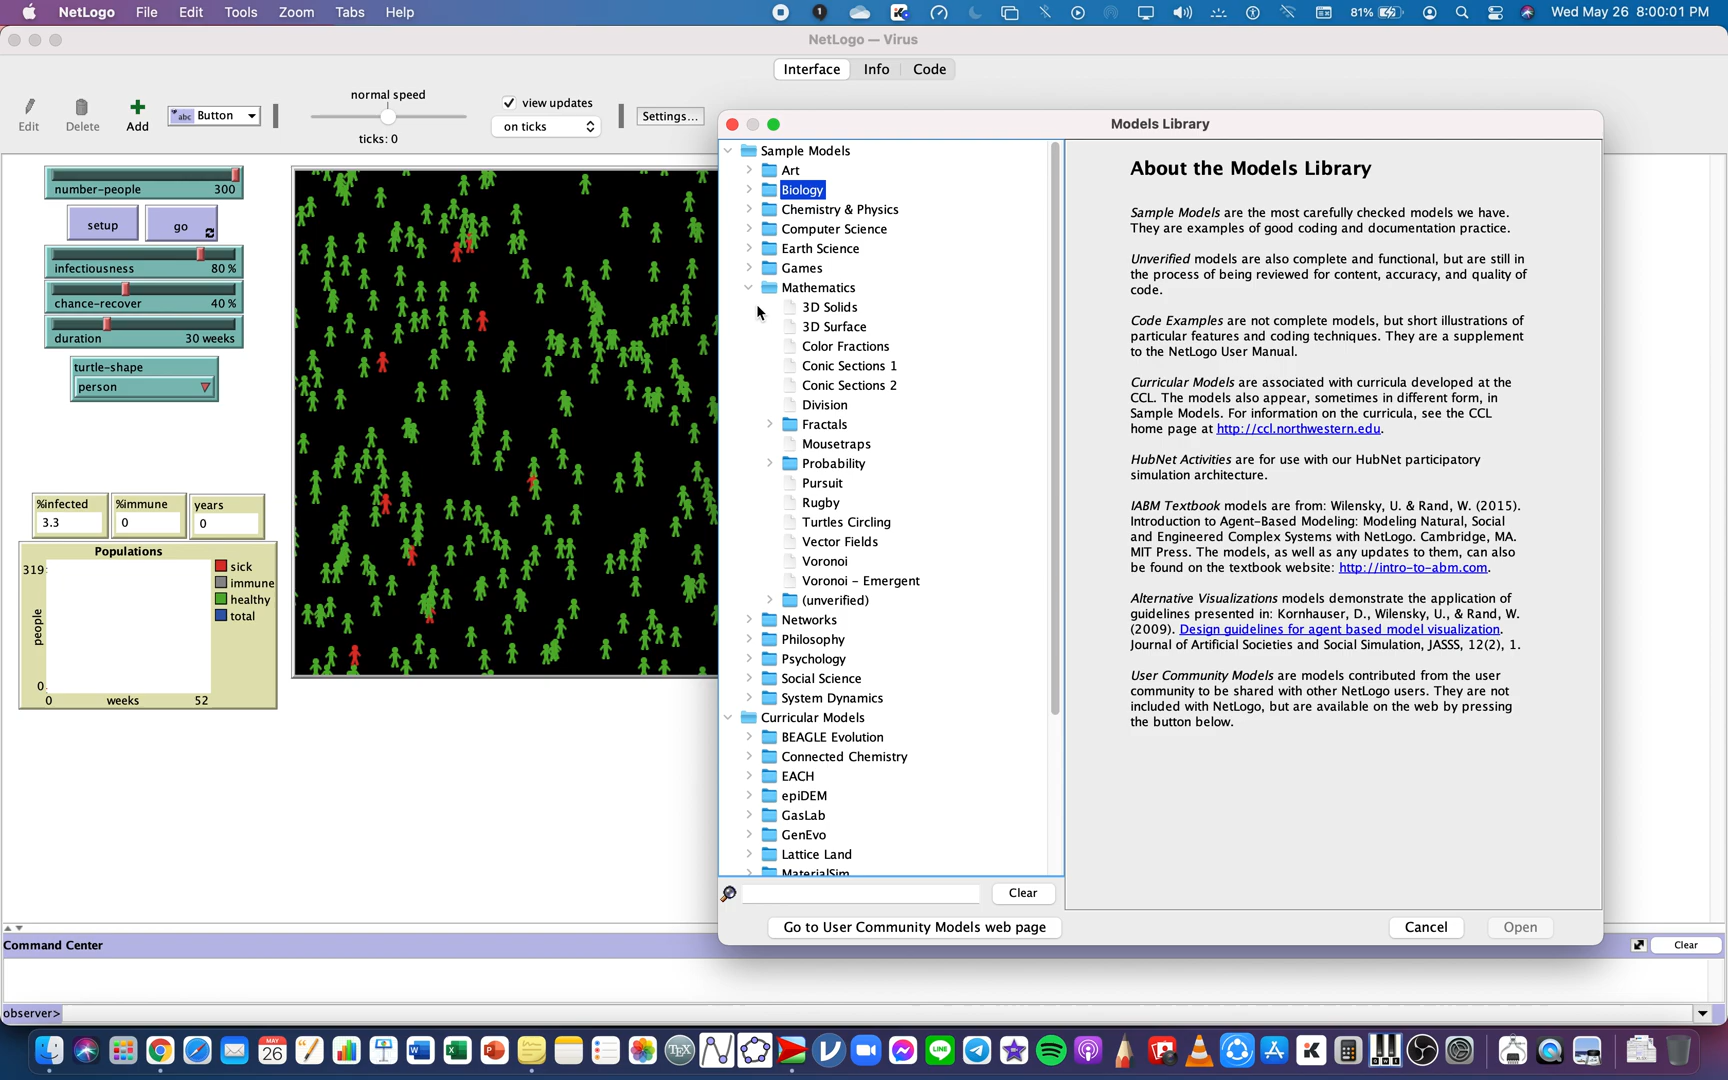 NetLogo File Edit Tools Zoom Tabs Help
81% Wed May 26 8:00:01 PM
NetLogo — Virus
Interface Info Code
Edit Delete Add
abc Button
normal speed
ticks: 0
view updates
on ticks
Settings...
number-people 300
setup go
infectiousness 80 %
chance-recover 40 %
duration 30 weeks
turtle-shape
person
%infected %immune years
3.3 0 0
Populations
319
people
0
0 weeks 52
sick
immune
healthy
total
Models Library
Sample Models
Art
Biology
Chemistry & Physics
Computer Science
Earth Science
Games
Mathematics
3D Solids
3D Surface
Color Fractions
Conic Sections 1
Conic Sections 2
Division
Fractals
Mousetraps
Probability
Pursuit
Rugby
Turtles Circling
Vector Fields
Voronoi
Voronoi - Emergent
(unverified)
Networks
Philosophy
Psychology
Social Science
System Dynamics
Curricular Models
BEAGLE Evolution
Connected Chemistry
EACH
epiDEM
GasLab
GenEvo
Lattice Land
MaterialSim
Clear
Go to User Community Models web page
About the Models Library
Sample Models are the most carefully checked models we have.
They are examples of good coding and documentation practice.
Unverified models are also complete and functional, but are still in
the process of being reviewed for content, accuracy, and quality of
code.
Code Examples are not complete models, but short illustrations of
particular features and coding techniques. They are a supplement
to the NetLogo User Manual.
Curricular Models are associated with curricula developed at the
CCL. The models also appear, sometimes in different form, in
Sample Models. For information on the curricula, see the CCL
home page at http://ccl.northwestern.edu.
HubNet Activities are for use with our HubNet participatory
simulation architecture.
IABM Textbook models are from: Wilensky, U. & Rand, W. (2015).
Introduction to Agent-Based Modeling: Modeling Natural, Social
and Engineered Complex Systems with NetLogo. Cambridge, MA.
MIT Press. The models, as well as any updates to them, can also
be found on the textbook website: http://intro-to-abm.com.
Alternative Visualizations models demonstrate the application of
guidelines presented in: Kornhauser, D., Wilensky, U., & Rand, W.
(2009). Design guidelines for agent based model visualization.
Journal of Artificial Societies and Social Simulation, JASSS, 12(2), 1.
User Community Models are models contributed from the user
community to be shared with other NetLogo users. They are not
included with NetLogo, but are available on the web by pressing
the button below.
Cancel Open
Command Center
Clear
observer>
MAY
26
TEX
LINE